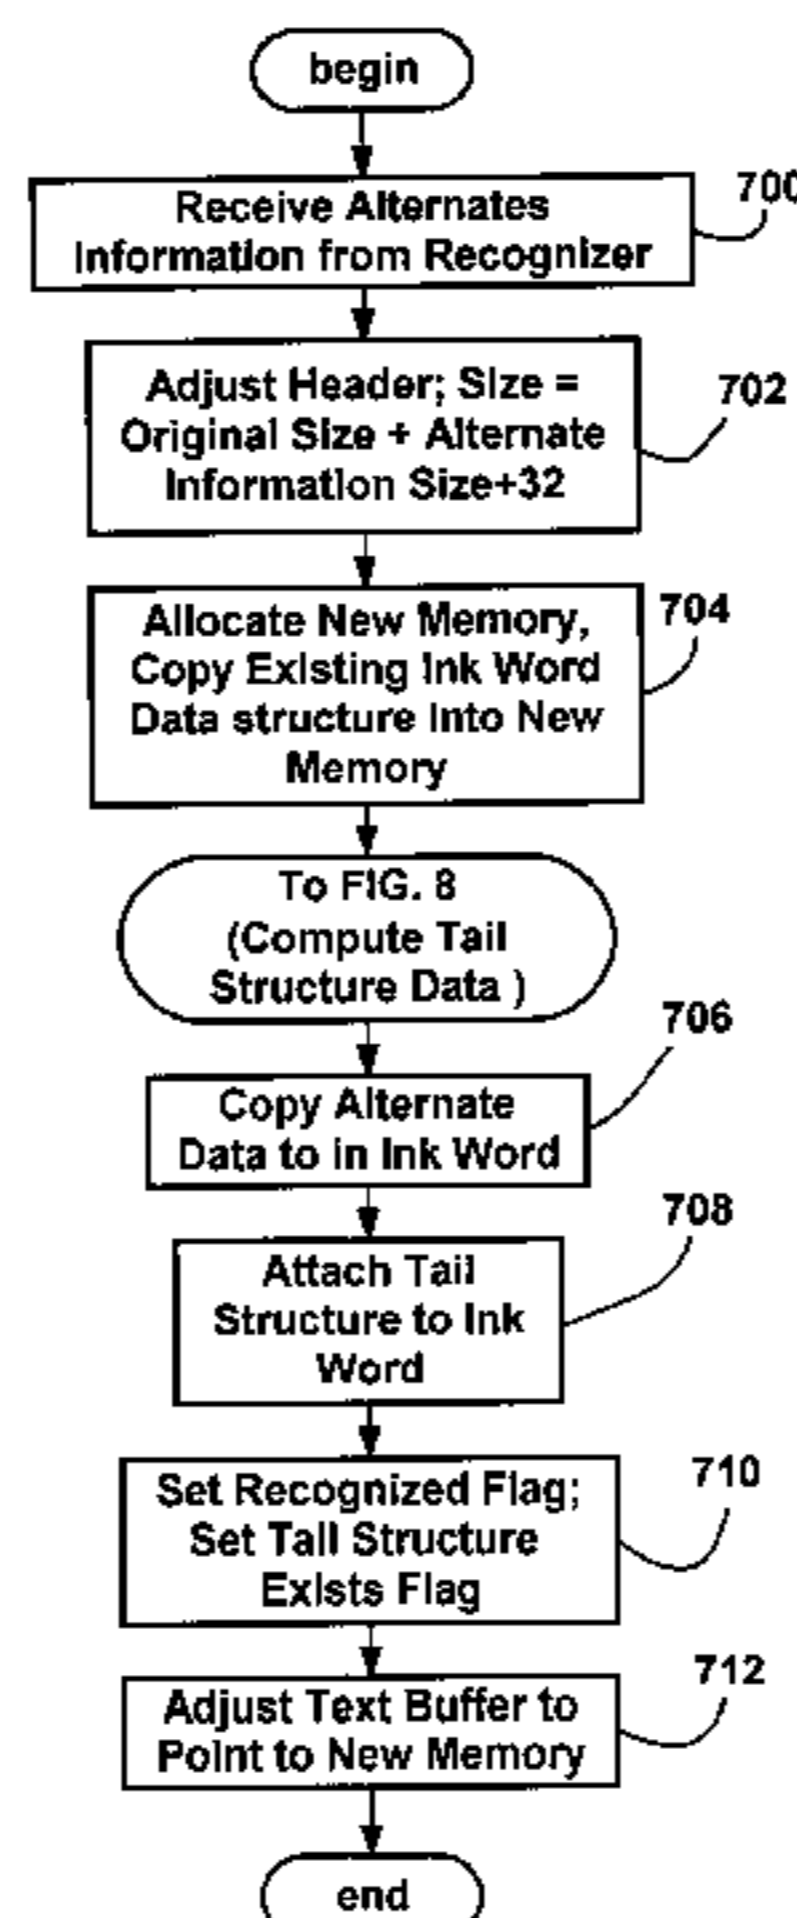 begin
Receive Alternates
Information from Recognizer
700
Adjust Header; Size =
Original Size + Alternate
Information Size+32
702
Allocate New Memory,
Copy Existing Ink Word
Data structure Into New
Memory
704
To FIG. 8
(Compute Tail
Structure Data )
Copy Alternate
Data to in Ink Word
706
Attach Tail
Structure to Ink
Word
708
Set Recognized Flag;
Set Tail Structure
Exists Flag
710
Adjust Text Buffer to
Point to New Memory
712
end